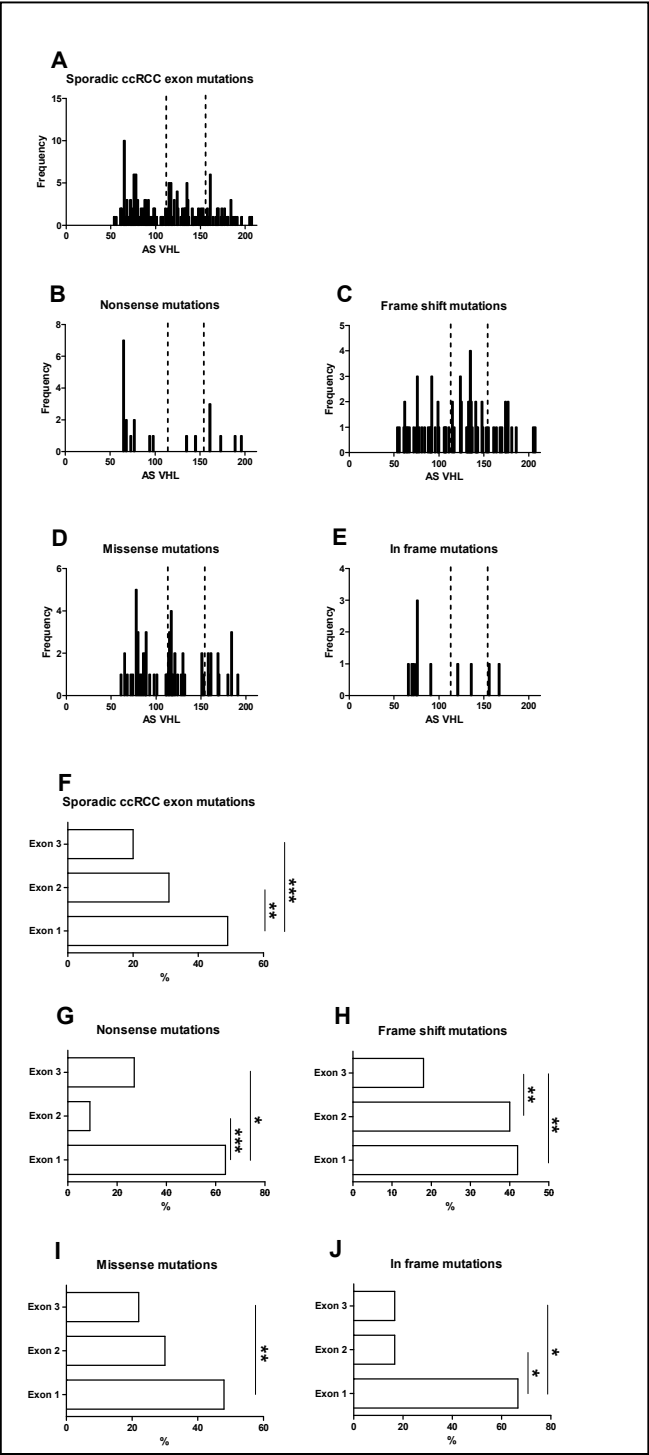 A
Sporadic ccRCC exon mutations
15
10
5
0
Frequency
0 50 100 150 200
AS VHL
B
Nonsense mutations
8
6
4
2
0
Frequency
0 50 100 150 200
AS VHL
C
Frame shift mutations
5
4
3
2
1
0
Frequency
0 50 100 150 200
AS VHL
D
Missense mutations
6
4
2
0
Frequency
0 50 100 150 200
AS VHL
E
In frame mutations
4
3
2
1
0
Frequency
0 50 100 150 200
AS VHL
F
Sporadic ccRCC exon mutations
Exon 3
Exon 2
Exon 1
**
***
0 20 40 60
%
G
Nonsense mutations
Exon 3
Exon 2
Exon 1
***
*
0 20 40 60 80
%
H
Frame shift mutations
Exon 3
Exon 2
Exon 1
**
**
0 10 20 30 40 50
%
I
Missense mutations
Exon 3
Exon 2
Exon 1
**
0 20 40 60
%
J
In frame mutations
Exon 3
Exon 2
Exon 1
*
*
0 20 40 60 80
%